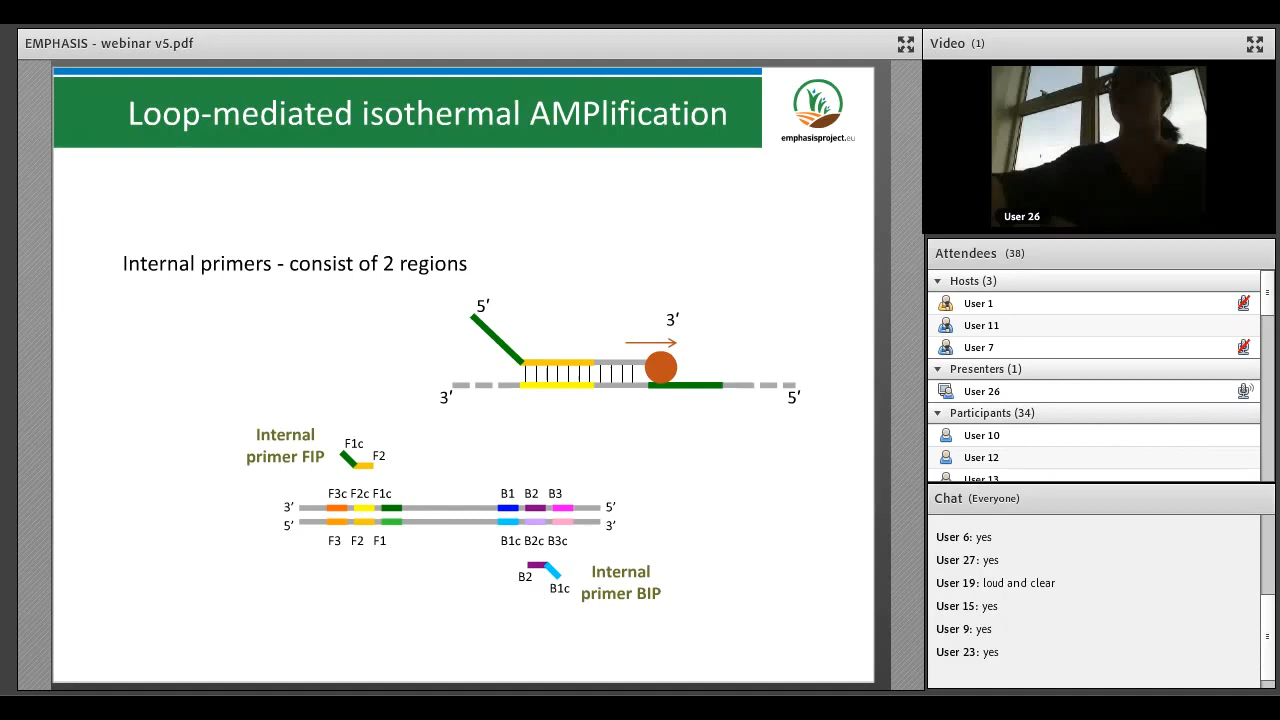 EMPHASIS - webinar v5.pdf
Loop-mediated isothermal AMPlification
emphasisproject.eu
Internal primers - consist of 2 regions
5′
3′
3′
5′
Internal
primer FIP
F1c
F2
F3c F2c F1c
B1 B2 B3
3′
5′
5′
3′
F3 F2 F1
B1c B2c B3c
B2
B1c
Internal
primer BIP
Video (1)
User 26
Attendees (38)
Hosts (3)
User 1
User 11
User 7
Presenters (1)
User 26
Participants (34)
User 10
User 12
User 13
Chat (Everyone)
User 6: yes
User 27: yes
User 19: loud and clear
User 15: yes
User 9: yes
User 23: yes